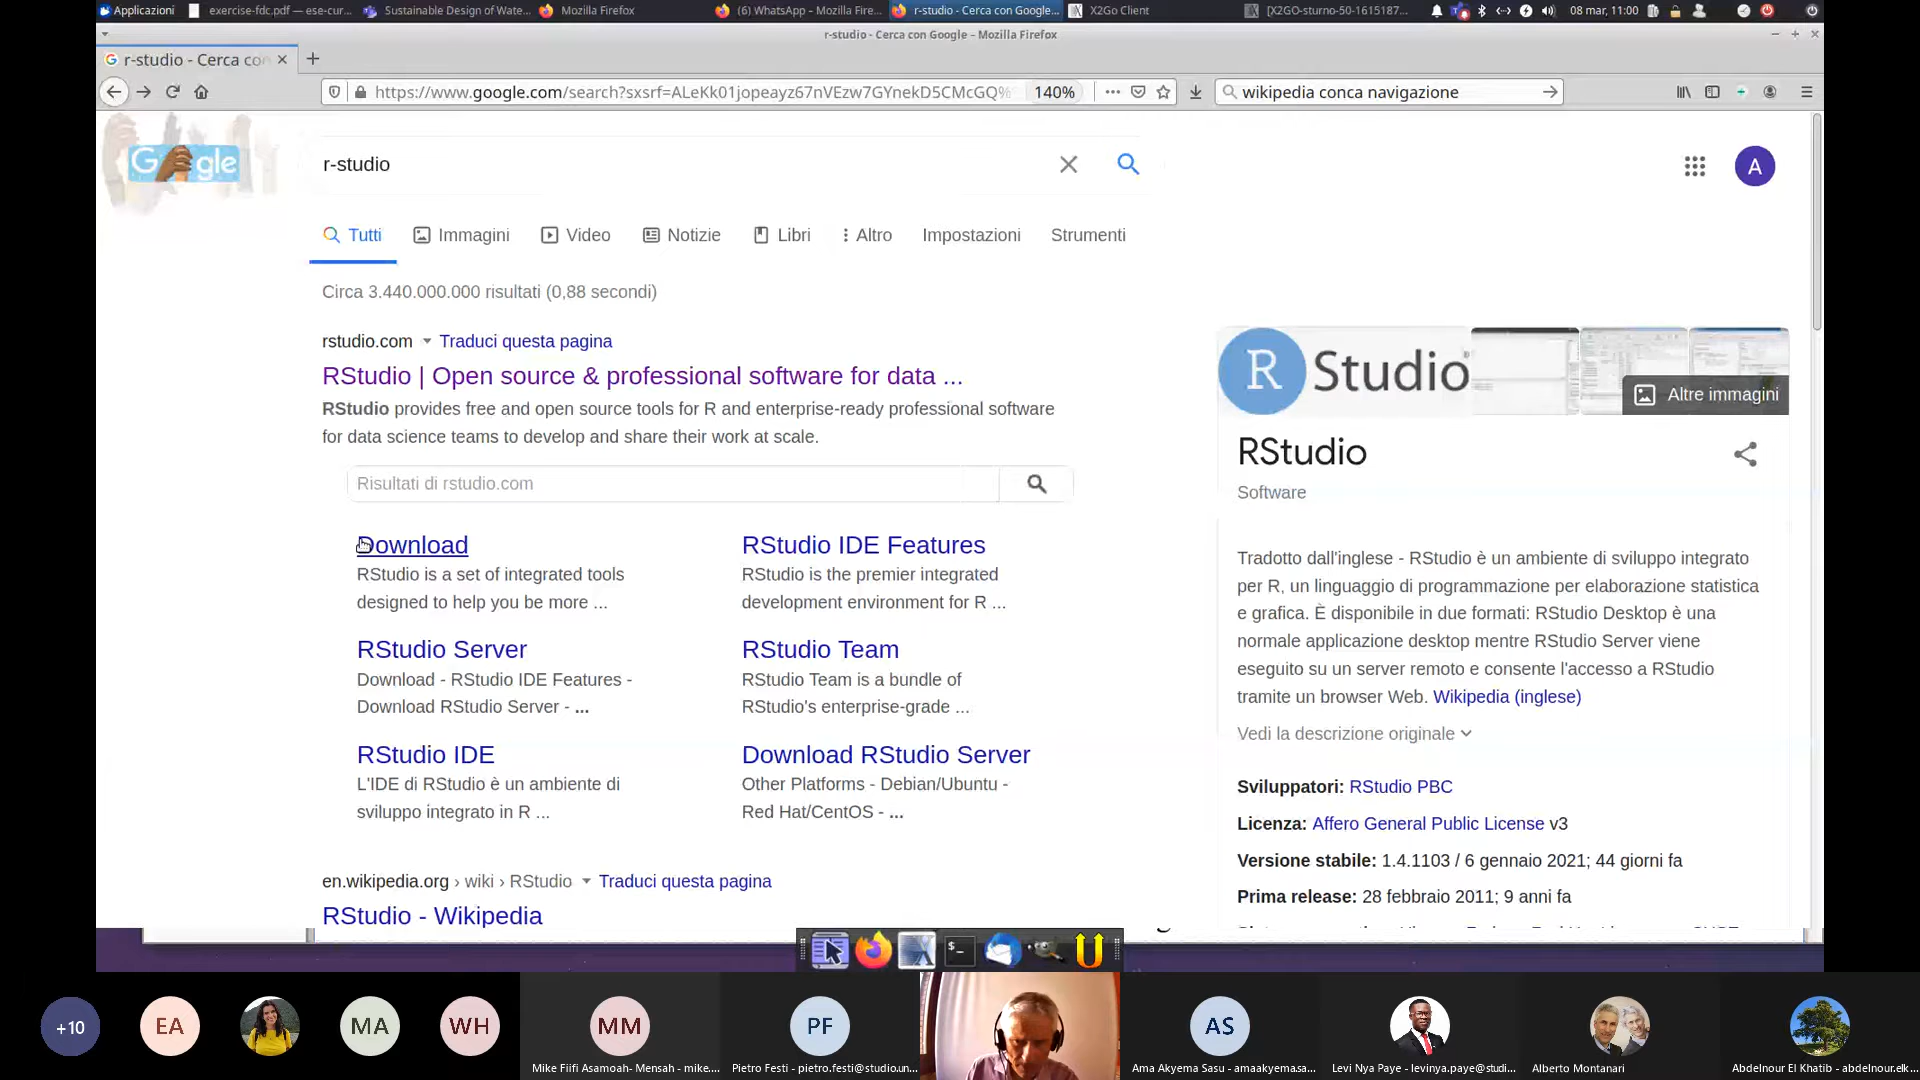 Applicazioni
exercise-fdc.pdf — ese-cur...
Sustainable Design of Wate...
Mozilla Firefox
(6) WhatsApp – Mozilla Fire...
r-studio - Cerca con Google...
X2Go Client
[X2GO-sturno-50-1615187...
08 mar, 11:00
r-studio - Cerca con Google – Mozilla Firefox
r-studio - Cerca con
https://www.google.com/search?sxsrf=ALeKk01jopeayz67nVEzw7GYnekD5CMcGQ%
140%
wikipedia conca navigazione
Google
r-studio
A
Tutti
Immagini
Video
Notizie
Libri
Altro
Impostazioni
Strumenti
Circa 3.440.000.000 risultati (0,88 secondi)
rstudio.com
Traduci questa pagina
RStudio | Open source & professional software for data ...
RStudio provides free and open source tools for R and enterprise-ready professional software
for data science teams to develop and share their work at scale.
Risultati di rstudio.com
Download
RStudio is a set of integrated tools
designed to help you be more ...
RStudio IDE Features
RStudio is the premier integrated
development environment for R ...
RStudio Server
Download - RStudio IDE Features -
Download RStudio Server - ...
RStudio Team
RStudio Team is a bundle of
RStudio's enterprise-grade ...
RStudio IDE
L'IDE di RStudio è un ambiente di
sviluppo integrato in R ...
Download RStudio Server
Other Platforms - Debian/Ubuntu -
Red Hat/CentOS - ...
en.wikipedia.org › wiki › RStudio
Traduci questa pagina
RStudio - Wikipedia
R Studio
Altre immagini
RStudio
Software
Tradotto dall'inglese - RStudio è un ambiente di sviluppo integrato
per R, un linguaggio di programmazione per elaborazione statistica
e grafica. È disponibile in due formati: RStudio Desktop è una
normale applicazione desktop mentre RStudio Server viene
eseguito su un server remoto e consente l'accesso a RStudio
tramite un browser Web. Wikipedia (inglese)
Vedi la descrizione originale
Sviluppatori: RStudio PBC
Licenza: Affero General Public License v3
Versione stabile: 1.4.1103 / 6 gennaio 2021; 44 giorni fa
Prima release: 28 febbraio 2011; 9 anni fa
+10
EA
MA
WH
MM
PF
AS
Mike Fiifi Asamoah- Mensah - mike....
Pietro Festi - pietro.festi@studio.un...
Ama Akyema Sasu - amaakyema.sa...
Levi Nya Paye - levinya.paye@studi...
Alberto Montanari
Abdelnour El Khatib - abdelnour.elk...